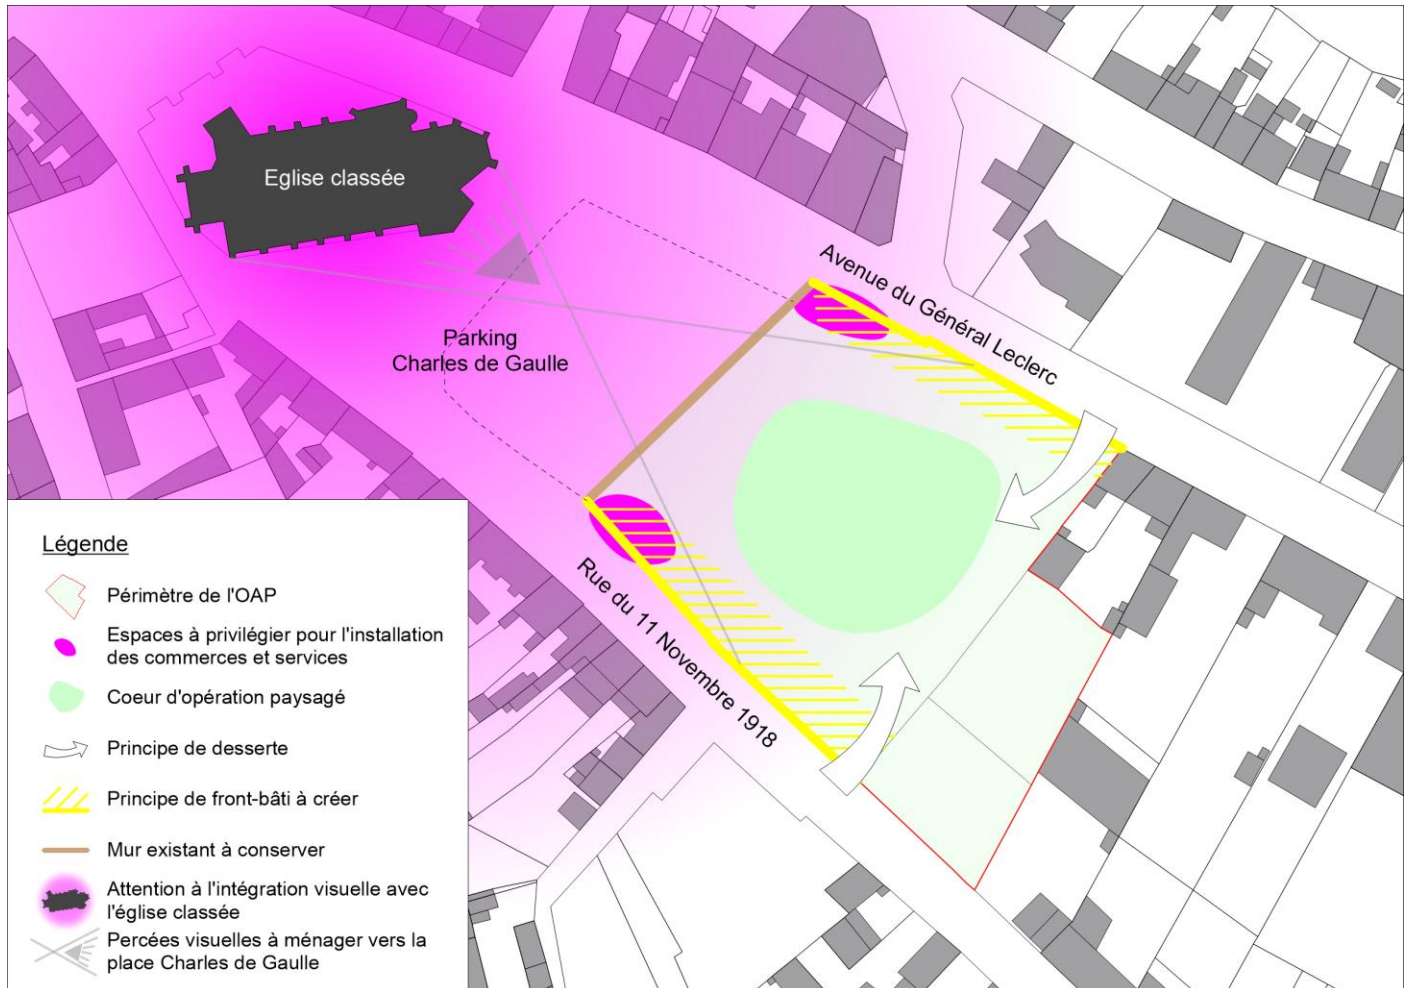 Eglise classée
Avenue du Général Leclerc
Parking
Charles de Gaulle
Rue du 11 Novembre 1918
Légende
Périmètre de l'OAP
Espaces à privilégier pour l'installation
des commerces et services
Coeur d'opération paysagé
Principe de desserte
Principe de front-bâti à créer
Mur existant à conserver
Attention à l'intégration visuelle avec
l'église classée
Percées visuelles à ménager vers la
place Charles de Gaulle